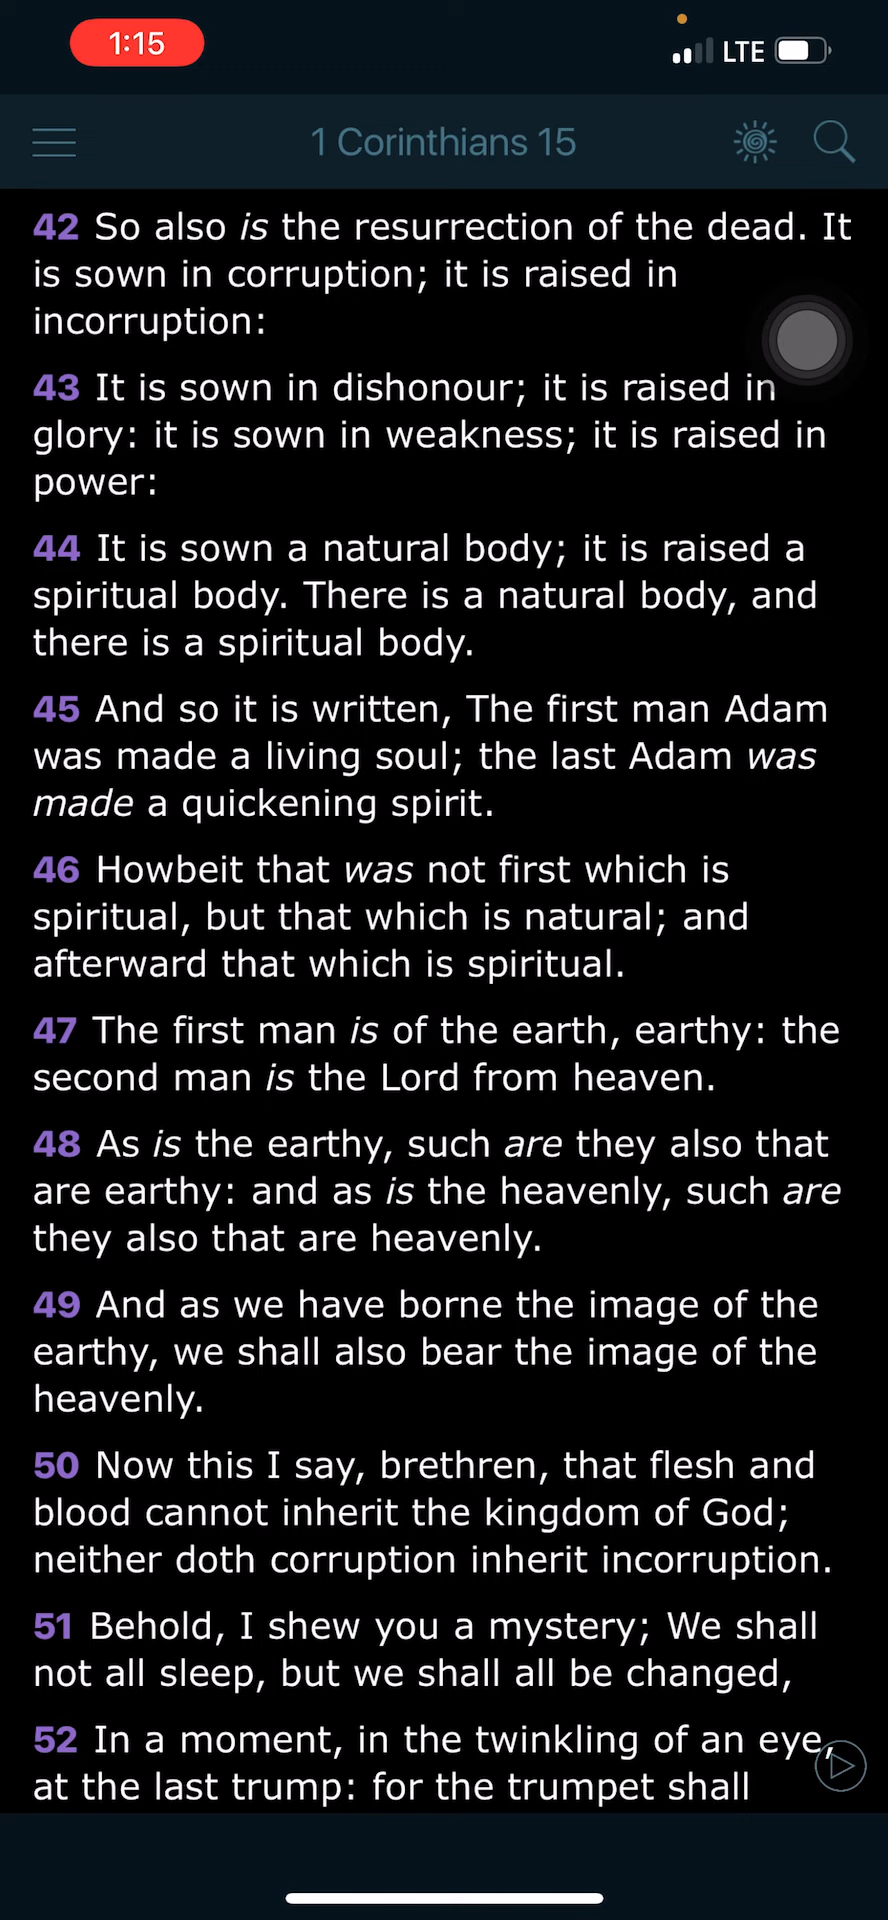 1:15
LTE
1 Corinthians 15
42 So also is the resurrection of the dead. It
is sown in corruption; it is raised in
incorruption:
43 It is sown in dishonour; it is raised in
glory: it is sown in weakness; it is raised in
power:
44 It is sown a natural body; it is raised a
spiritual body. There is a natural body, and
there is a spiritual body.
45 And so it is written, The first man Adam
was made a living soul; the last Adam was
made a quickening spirit.
46 Howbeit that was not first which is
spiritual, but that which is natural; and
afterward that which is spiritual.
47 The first man is of the earth, earthy: the
second man is the Lord from heaven.
48 As is the earthy, such are they also that
are earthy: and as is the heavenly, such are
they also that are heavenly.
49 And as we have borne the image of the
earthy, we shall also bear the image of the
heavenly.
50 Now this I say, brethren, that flesh and
blood cannot inherit the kingdom of God;
neither doth corruption inherit incorruption.
51 Behold, I shew you a mystery; We shall
not all sleep, but we shall all be changed,
52 In a moment, in the twinkling of an eye,
at the last trump: for the trumpet shall